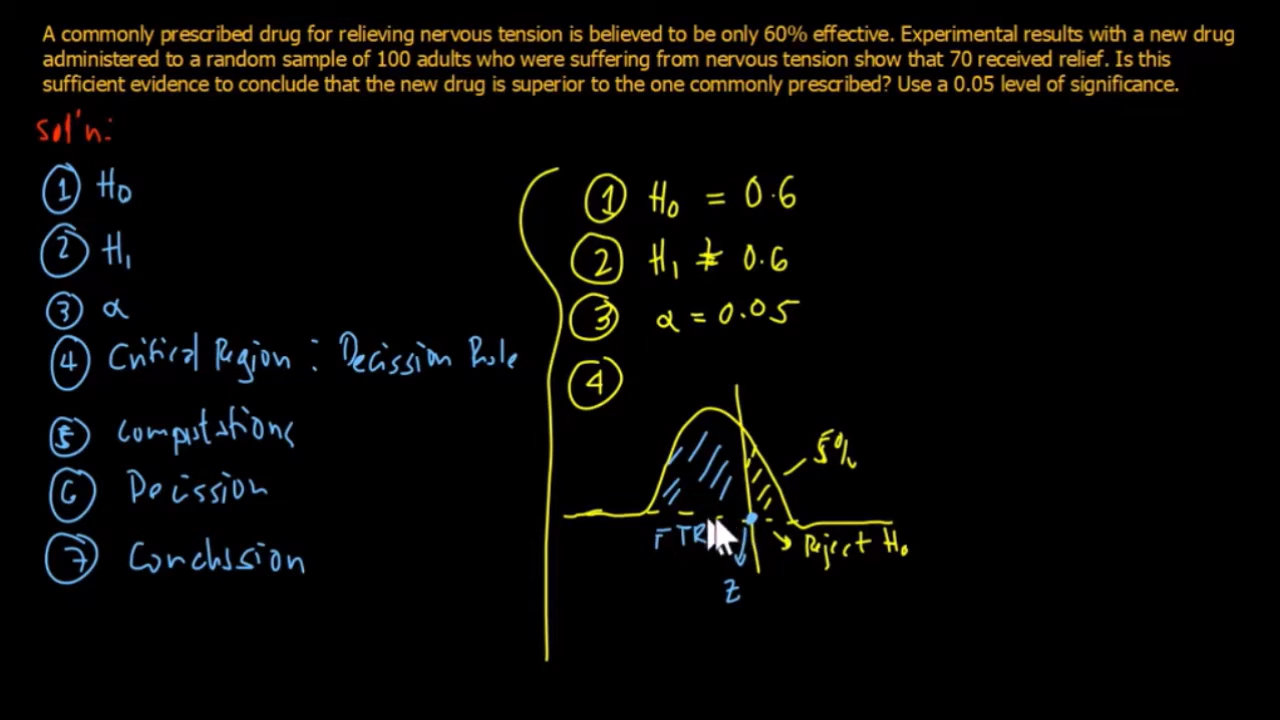 A commonly prescribed drug for relieving nervous tension is believed to be only 60% effective. Experimental results with a new drug
administered to a random sample of 100 adults who were suffering from nervous tension show that 70 received relief. Is this
sufficient evidence to conclude that the new drug is superior to the one commonly prescribed? Use a 0.05 level of significance.
Sol'n:
① H₀
② H₁
③ α
④ Critical Region : Decission Rule
⑤ Computations
⑥ Decission
⑦ Conclusion
① H₀ = 0.6
② H₁ ≠ 0.6
③ α = 0.05
④
5%
FTR
Reject H₀
Z